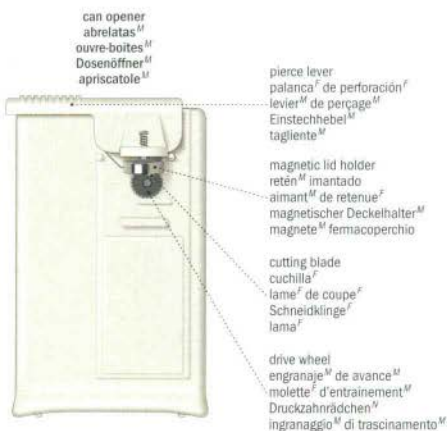 can opener
abrelatas M
ouvre-boites M
Dosenöffner M
apriscatole M
pierce lever
palanca F de perforación F
levier M de perçage M
Einstechhebel M
tagliente M
magnetic lid holder
retén M imantado
aimant M de retenue F
magnetischer Deckelhalter M
magnete M fermacoperchio
cutting blade
cuchilla F
lame F de coupe F
Schneidklinge F
lama F
drive wheel
engranaje M de avance M
molette F d'entrainement M
Druckzahnrädchen N
ingranaggio M di trascinamento M